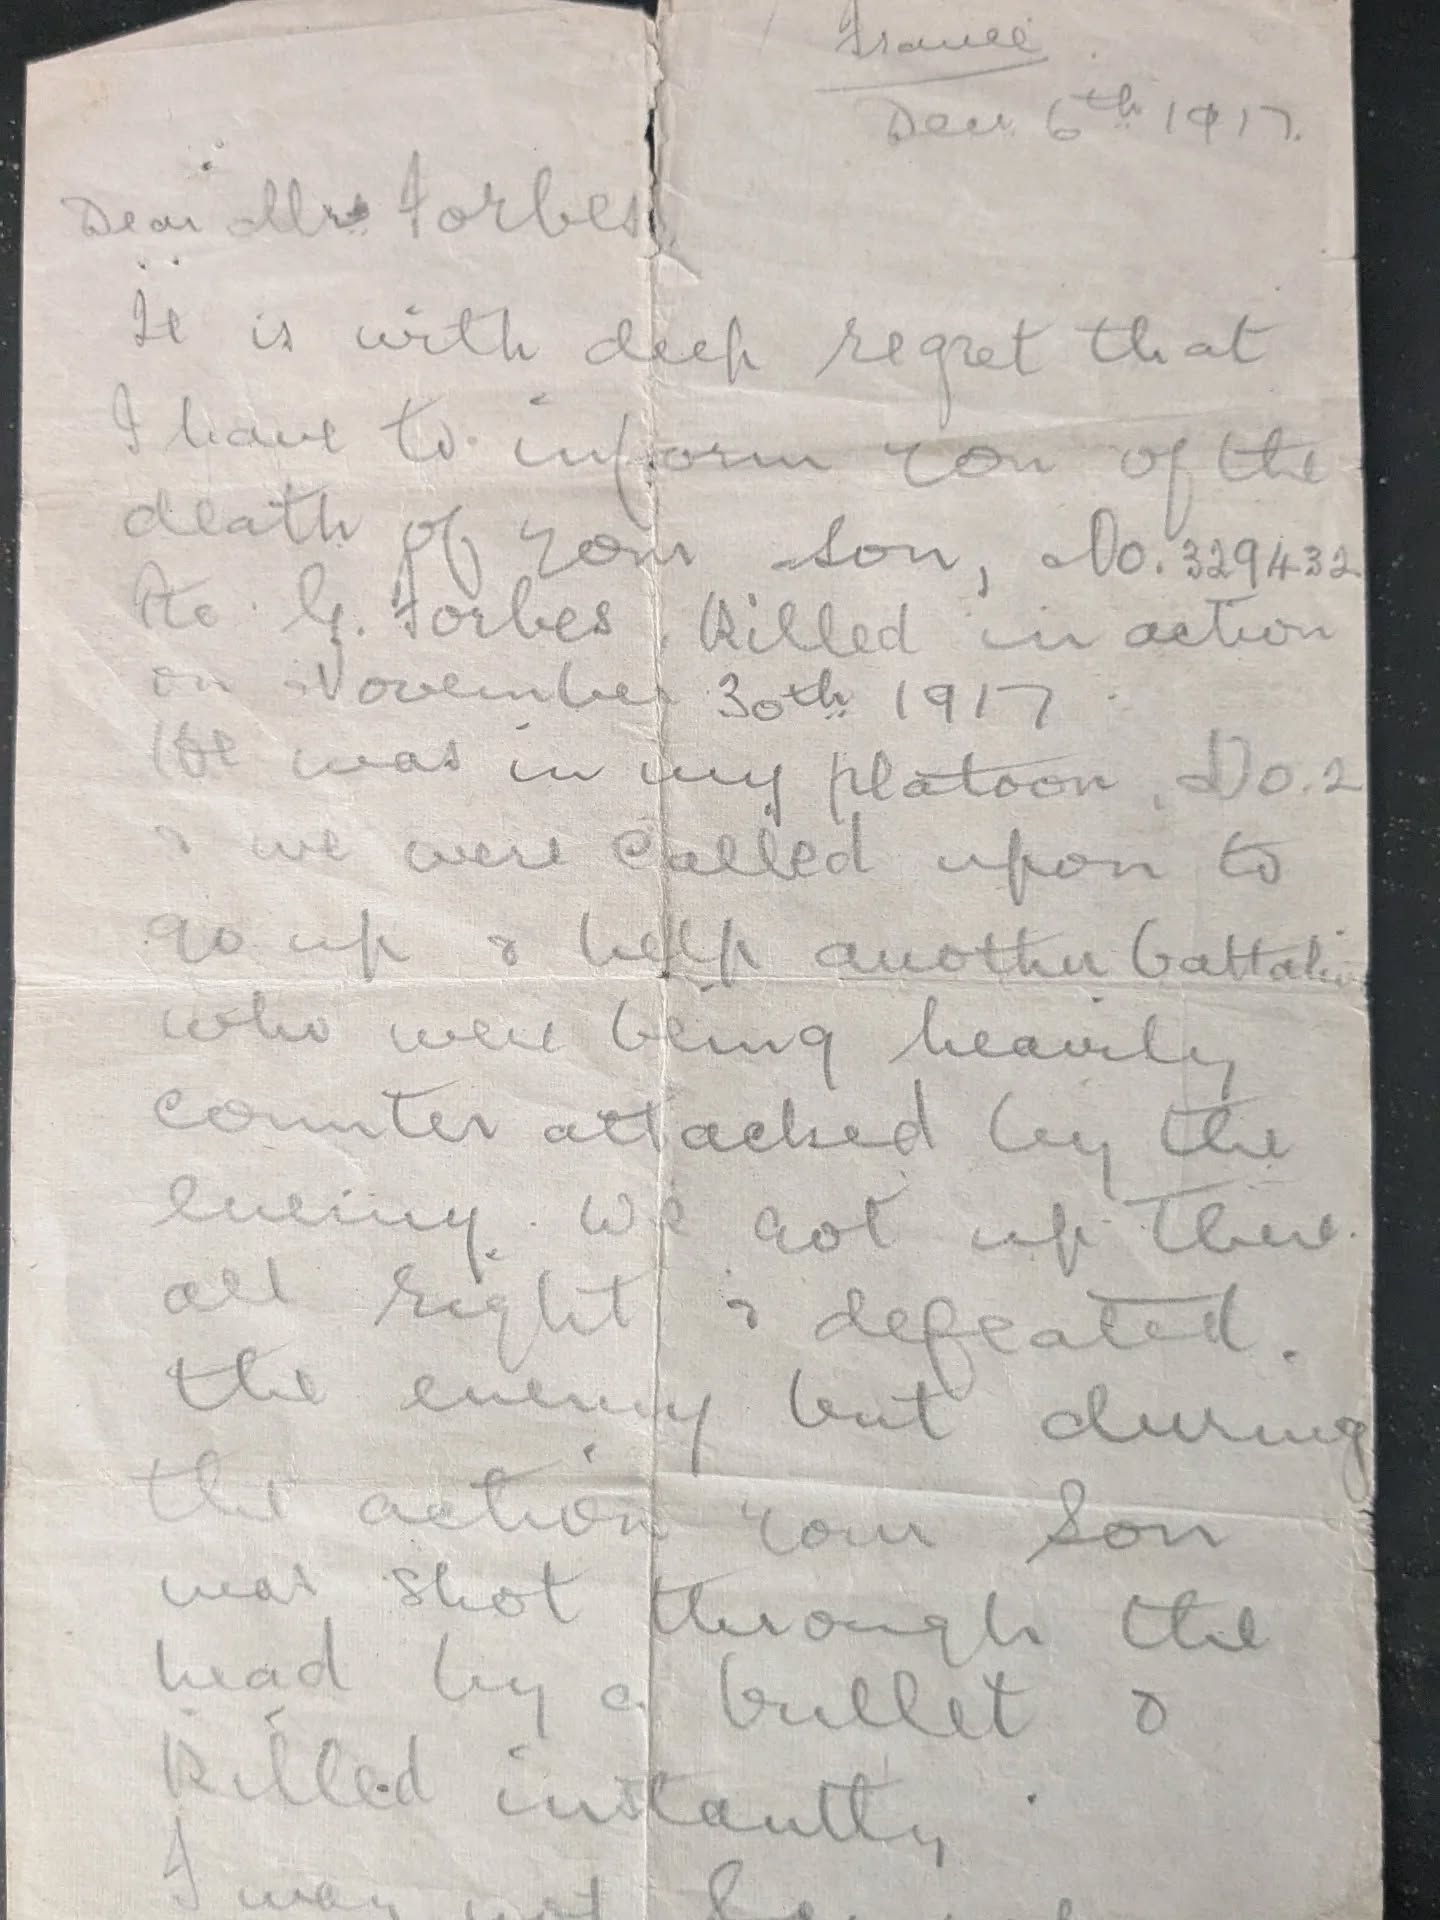 France
Dec 6th 1917.
Dear Mrs. Forbes,
It is with deep regret that
I have to inform you of the
death of your son, No. 329432
Pte. G. Forbes. Killed in action
on November 30th 1917.
He was in my platoon, No. 2
& we were called upon to
go up & help another battalion
who were being heavily
counter attacked by the
enemy. We got up there
all right & defeated.
the enemy but during
the action your son
was shot through the
head by a bullet &
killed instantly.
I was not